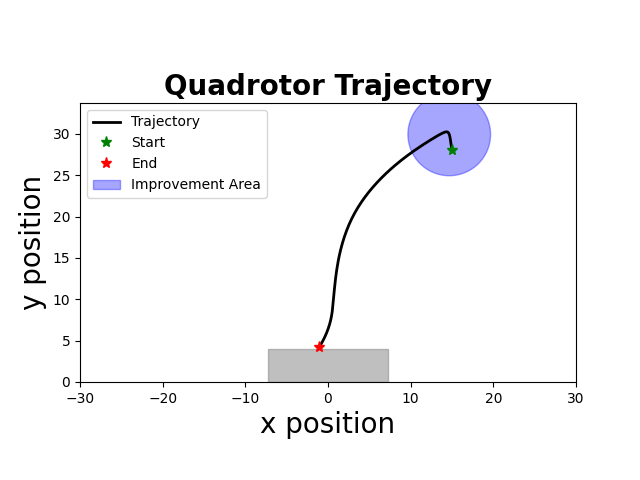 Quadrotor Trajectory
Trajectory
Start
End
Improvement Area
y position
30
25
20
15
10
5
0
−30
−20
−10
0
10
20
30
x position